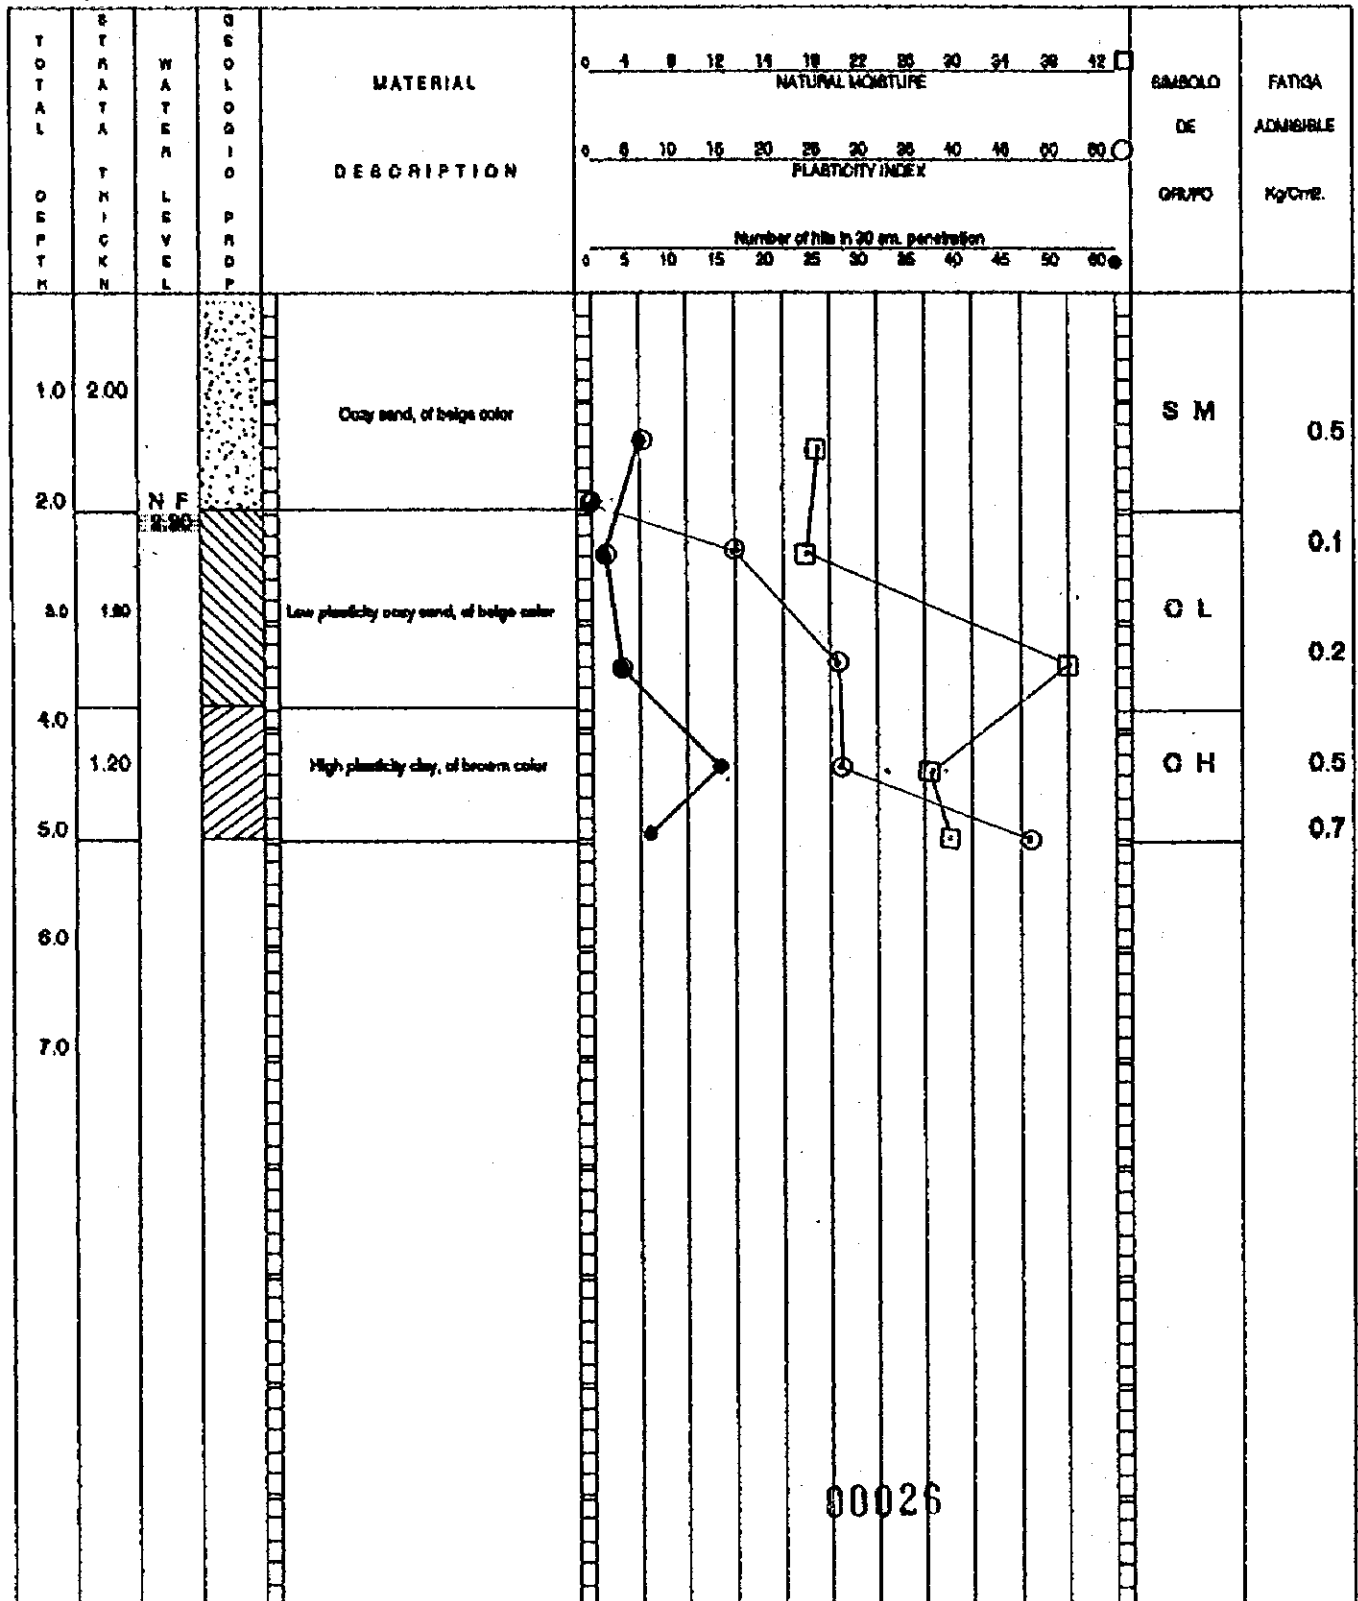 TOTAL DEPTH
STRATA THICKN
WATER LEVEL
MATERIAL
DESCRIPTION
0 4 8 12 14 18 22 26 30 34 38 42
NATURAL MOISTURE
0 5 10 15 20 25 30 35 40 45 50 60
PLASTICITY INDEX
Number of hits in 30 cm. penetration
0 5 10 15 20 25 30 35 40 45 50 60
SIMBOLO
DE
GRUPO
FATIGA
ADMISIBLE
Kg/Cm2.
1.0 2.00
Oozy sand, of beige color
S M
0.5
2.0
N F
0.1
3.0
Low plasticity oozy sand, of beige color
O L
0.2
4.0
1.20
High plasticity clay, of brown color
O H
0.5
5.0
0.7
6.0
7.0
00026